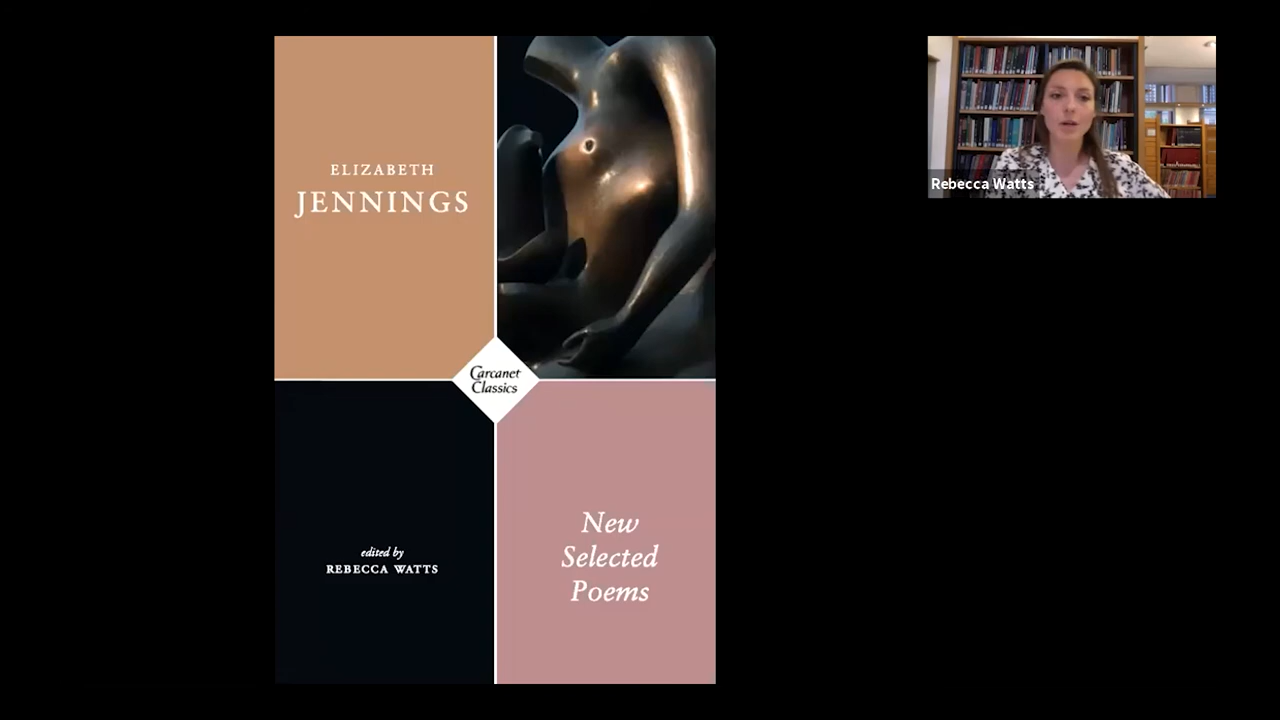 ELIZABETH
JENNINGS
Carcanet
Classics
edited by
REBECCA WATTS
New
Selected
Poems
Rebecca Watts